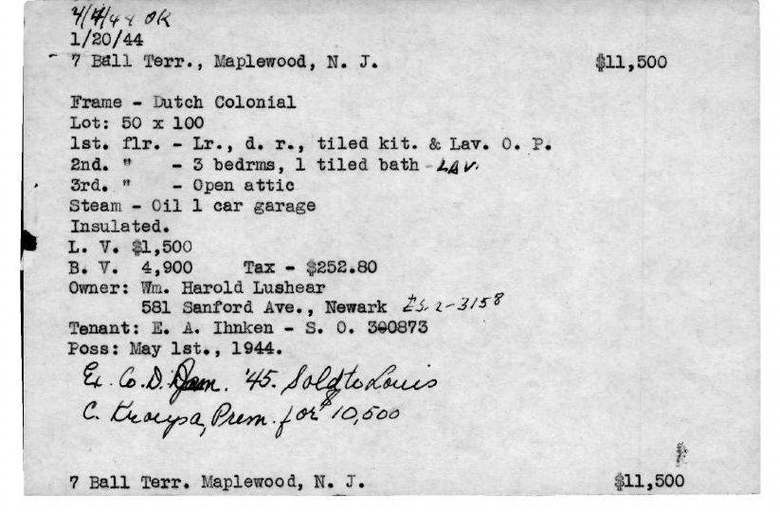 1/20/44
7 Ball Terr., Maplewood, N. J. $11,500
Frame - Dutch Colonial
Lot: 50 x 100
1st. flr. - Lr., d. r., tiled kit. & Lav. O. P.
2nd. " - 3 bedrms, 1 tiled bath LAV.
3rd. " - Open attic
Steam - Oil 1 car garage
Insulated.
L. V. $1,500
B. V. 4,900 Tax - $252.80
Owner: Wm. Harold Lushear
581 Sanford Ave., Newark Es. 2-3158
Tenant: E. A. Ihnken - S. O. 300873
Poss: May 1st., 1944.
Ex. Co. D. Jan. '45. Sold to Louis
C. Prem. for $10,500
7 Ball Terr. Maplewood, N. J. $11,500